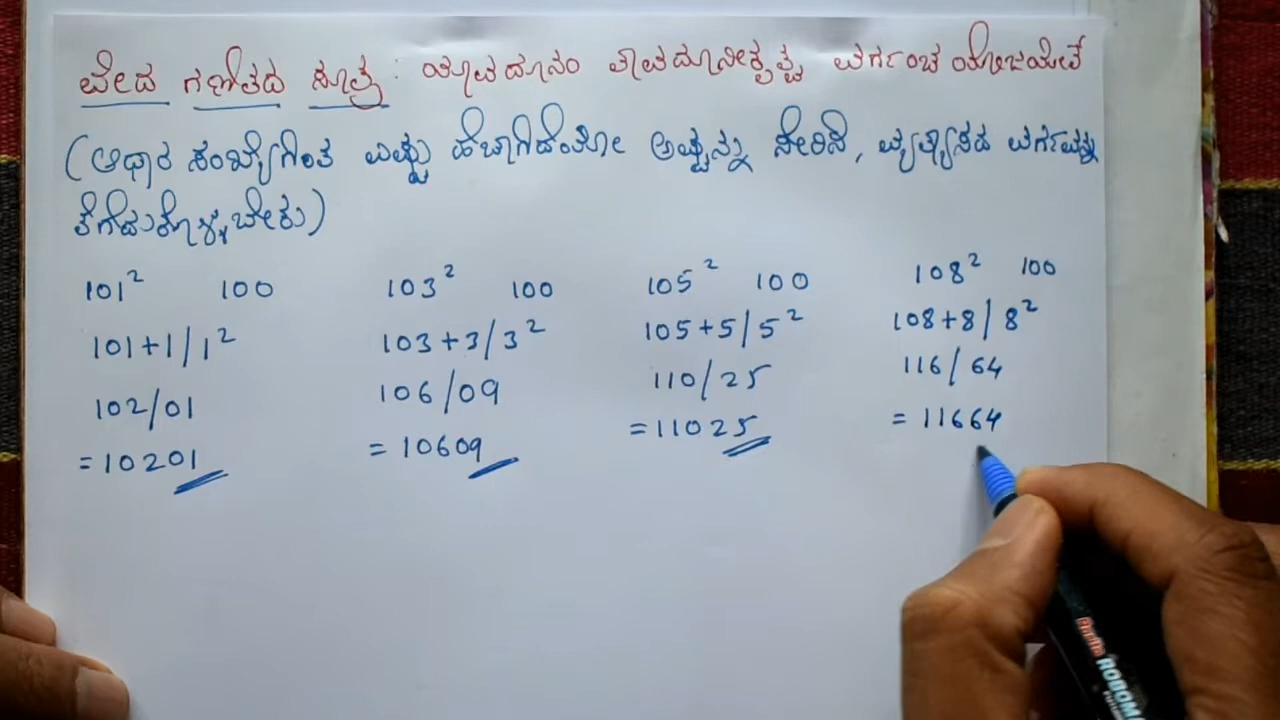 ವೇದ ಗಣಿತದ ಸೂತ್ರ : ಯಾವದೂನಂ ತಾವದೂನೀಕೃತ್ಯ ವರ್ಗಂಚ ಯೋಜಯೇತ್
(ಆಧಾರ ಸಂಖ್ಯೆಗಿಂತ ಎಷ್ಟು ಹೆಚ್ಚಾಗಿದೆಯೋ ಅಷ್ಟನ್ನು ಸೇರಿಸಿ, ವ್ಯತ್ಯಾಸದ ವರ್ಗವನ್ನು
ತೆಗೆದುಕೊಳ್ಳಬೇಕು)
101² 100 103² 100 105² 100 108² 100
101+1/1² 103+3/3² 105+5/5² 108+8/8²
102/01 106/09 110/25 116/64
=10201 =10609 =11025 =11664
Radia ROBOM